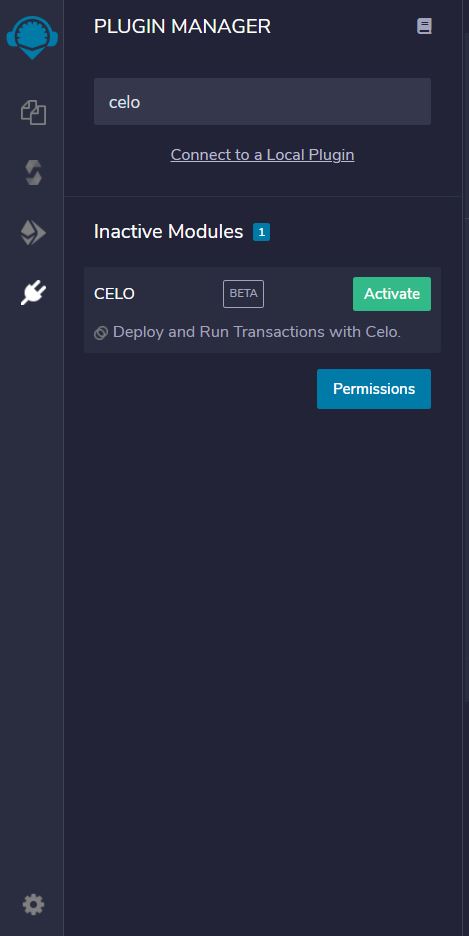 PLUGIN MANAGER
celo
Connect to a Local Plugin
Inactive Modules 1
CELO BETA Activate
Deploy and Run Transactions with Celo.
Permissions